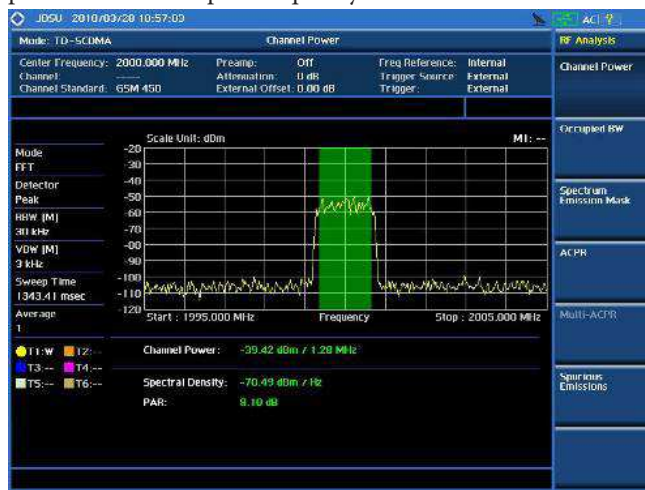 JDSU 2010/03/28 10:57:03
AC
Mode: TD-SCDMA Channel Power
RF Analysis
Center Frequency: 2000.000 MHz Preamp: Off Freq Reference: Internal
Channel: ----- Attenuation: 0 dB Trigger Source: External
Channel Standard: GSM 450 External Offset: 0.00 dB Trigger: External
Channel Power
Occupied BW
Spectrum
Emission Mask
ACPR
Multi-ACPR
Spurious
Emissions
Scale Unit: dBm M1: --
Mode
FFT
Detector
Peak
RBW [M]
30 kHz
VBW [M]
3 kHz
Sweep Time
1343.41 msec
Average
1
-20
-30
-40
-50
-60
-70
-80
-90
-100
-110
-120
Start : 1995.000 MHz Frequency Stop : 2005.000 MHz
T1:W T2:--
T3:-- T4:--
T5:-- T6:--
Channel Power: -39.42 dBm / 1.28 MHz
Spectral Density: -70.49 dBm / Hz
PAR: 9.10 dB